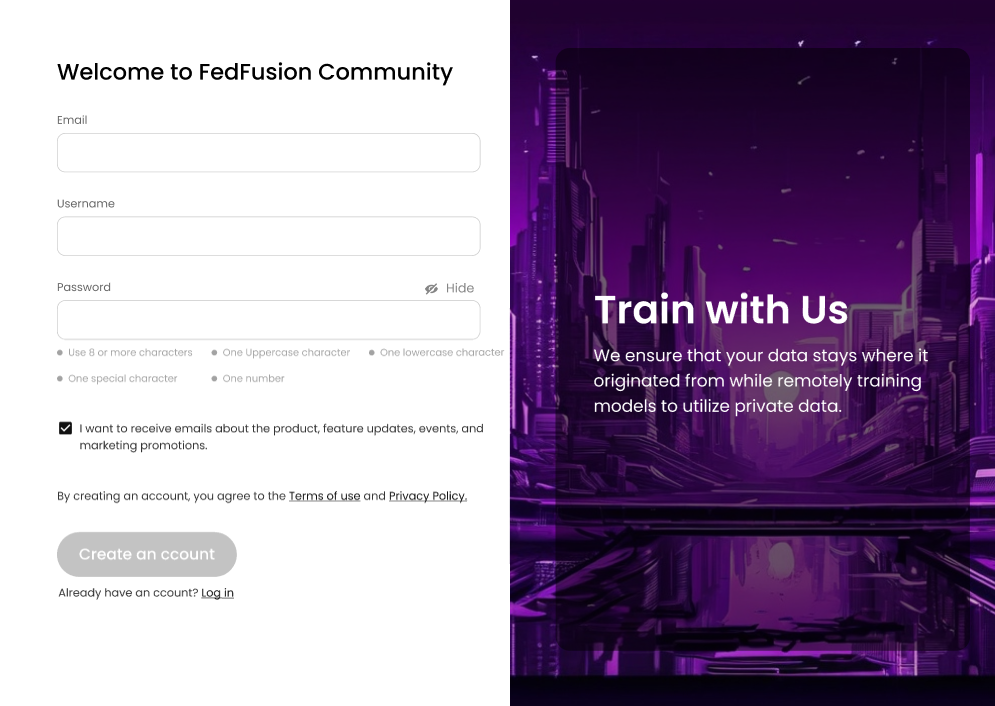 Welcome to FedFusion Community
Email
Username
Password
Hide
Use 8 or more characters
One Uppercase character
One lowercase character
One special character
One number
I want to receive emails about the product, feature updates, events, and
marketing promotions.
By creating an account, you agree to the Terms of use and Privacy Policy.
Create an ccount
Already have an ccount? Log in
Train with Us
We ensure that your data stays where it
originated from while remotely training
models to utilize private data.